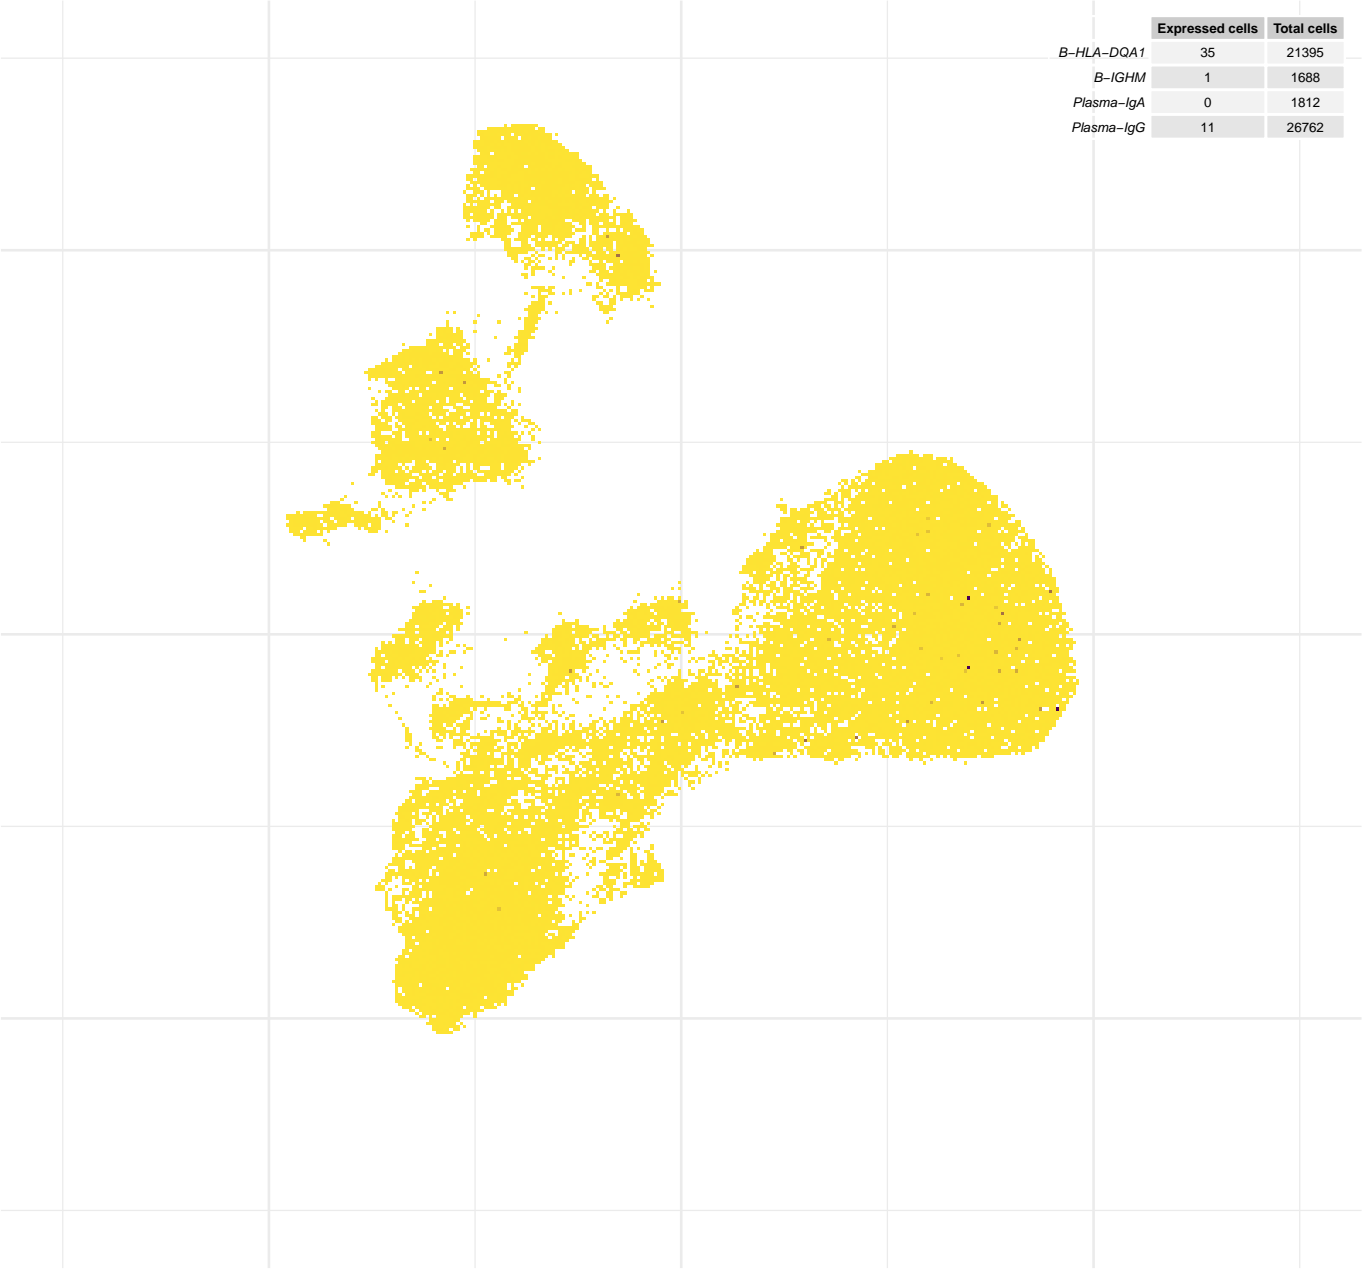 Expressed cells Total cells
B−HLA−DQA1 35 21395
B−IGHM 1 1688
Plasma−IgA 0 1812
Plasma−IgG 11 26762